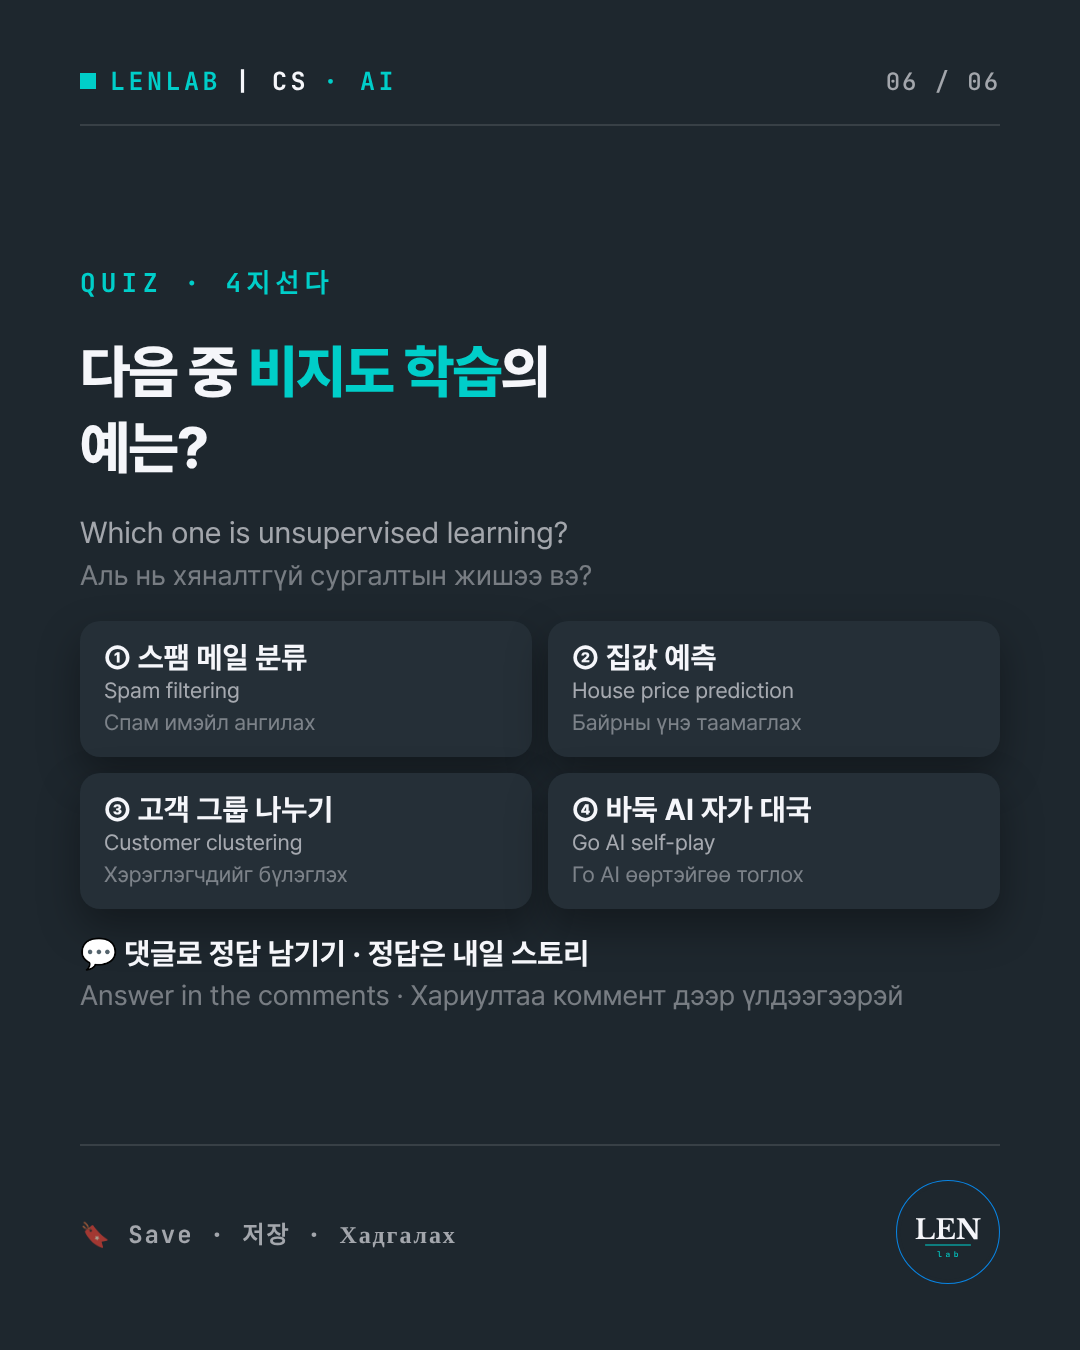 LENLAB | CS · AI
06 / 06
QUIZ · 4지선다
다음 중 비지도 학습의
예는?
Which one is unsupervised learning?
Аль нь хяналтгүй сургалтын жишээ вэ?
① 스팸 메일 분류
Spam filtering
Спам имэйл ангилах
② 집값 예측
House price prediction
Байрны үнэ таамаглах
③ 고객 그룹 나누기
Customer clustering
Хэрэглэгчдийг бүлэглэх
④ 바둑 AI 자가 대국
Go AI self-play
Го AI өөртэйгөө тоглох
💬 댓글로 정답 남기기 · 정답은 내일 스토리
Answer in the comments · Хариултаа коммент дээр үлдээгээрэй
🔖 Save · 저장 · Хадгалах
LEN
lab